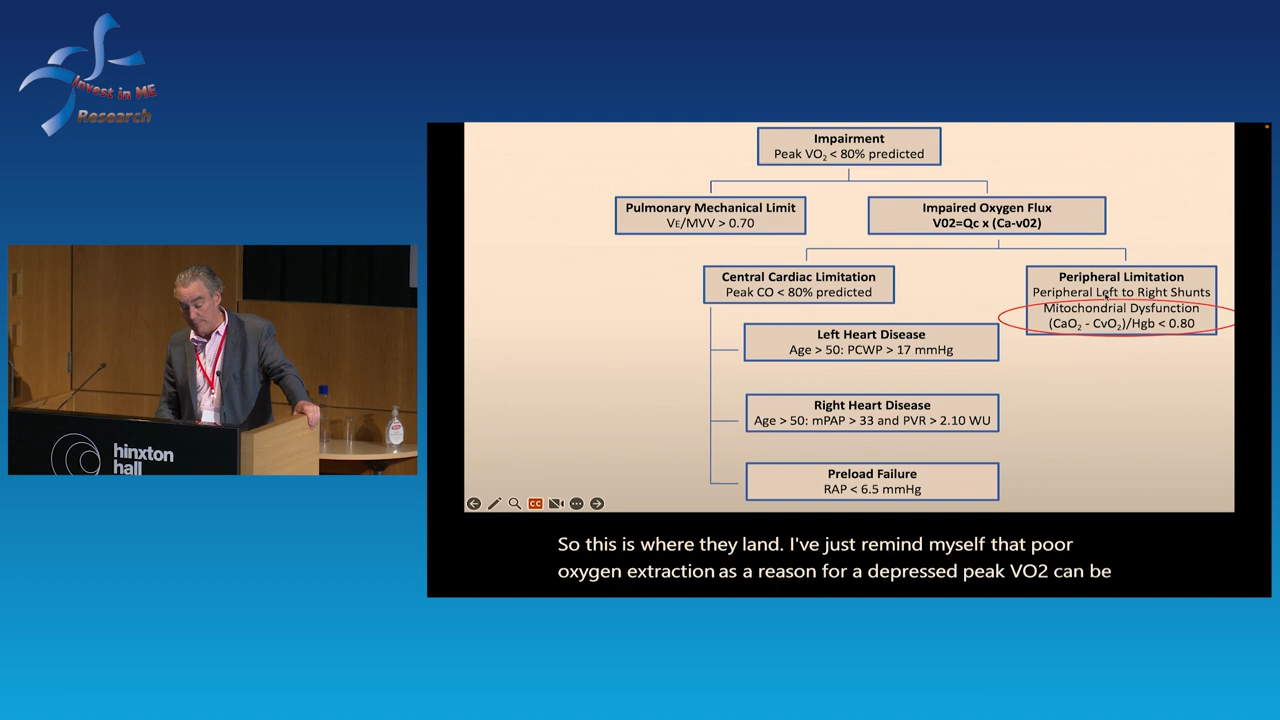 Invest in ME
Research
Impairment
Peak VO₂ < 80% predicted
Pulmonary Mechanical Limit
VE/MVV > 0.70
Impaired Oxygen Flux
V02=Qc x (Ca-v02)
Central Cardiac Limitation
Peak CO < 80% predicted
Peripheral Limitation
Peripheral Left to Right Shunts
Mitochondrial Dysfunction
(CaO₂ - CvO₂)/Hgb < 0.80
Left Heart Disease
Age > 50: PCWP > 17 mmHg
Right Heart Disease
Age > 50: mPAP > 33 and PVR > 2.10 WU
Preload Failure
RAP < 6.5 mmHg
CC
hinxton
hall
So this is where they land. I've just remind myself that poor
oxygen extraction as a reason for a depressed peak VO2 can be